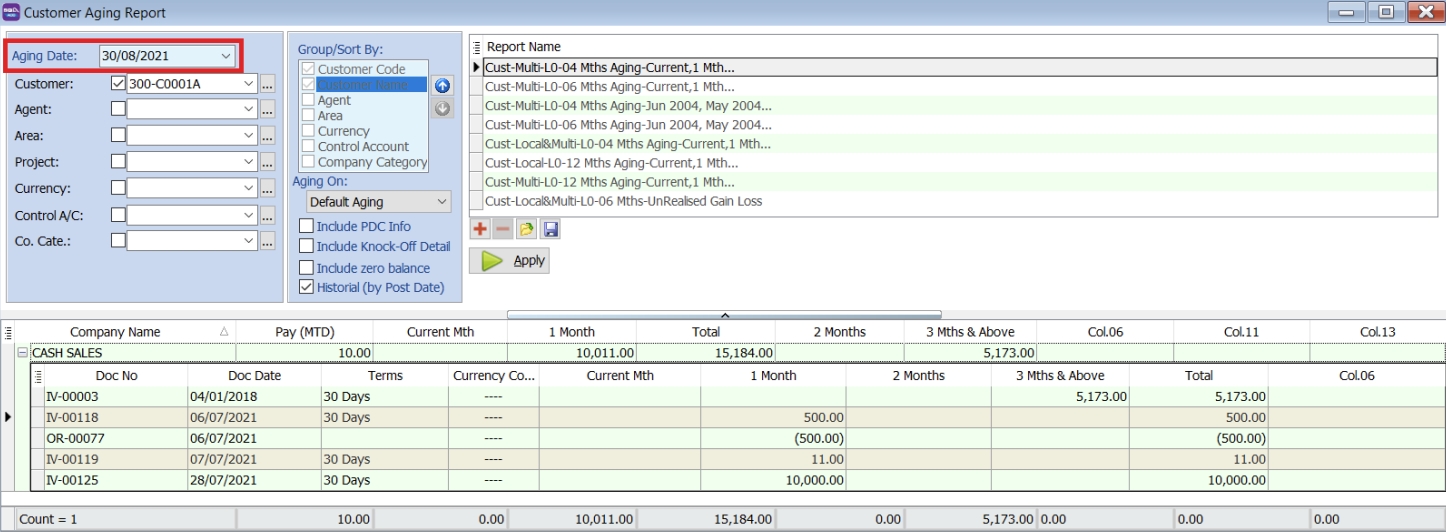 Customer Aging Report
Aging Date: 30/08/2021
Customer: 300-C0001A ...
Agent: ...
Area: ...
Project: ...
Currency: ...
Control A/C: ...
Co. Cate.: ...
Group/Sort By:
Customer Code
Customer Name
Agent
Area
Currency
Control Account
Company Category
Aging On:
Default Aging
Include PDC Info
Include Knock-Off Detail
Include zero balance
Historial (by Post Date)
Report Name
Cust-Multi-L0-04 Mths Aging-Current,1 Mth...
Cust-Multi-L0-06 Mths Aging-Current,1 Mth...
Cust-Multi-L0-04 Mths Aging-Jun 2004, May 2004...
Cust-Multi-L0-06 Mths Aging-Jun 2004, May 2004...
Cust-Local&Multi-L0-04 Mths Aging-Current,1 Mth...
Cust-Local-L0-12 Mths Aging-Current,1 Mth...
Cust-Multi-L0-12 Mths Aging-Current,1 Mth...
Cust-Local&Multi-L0-06 Mths-UnRealised Gain Loss
Apply
Company Name Pay (MTD) Current Mth 1 Month Total 2 Months 3 Mths & Above Col.06 Col.11 Col.13
CASH SALES 10.00 10,011.00 15,184.00 5,173.00
Doc No Doc Date Terms Currency Co... Current Mth 1 Month 2 Months 3 Mths & Above Total Col.06
IV-00003 04/01/2018 30 Days ---- 5,173.00 5,173.00
IV-00118 06/07/2021 30 Days ---- 500.00 500.00
OR-00077 06/07/2021 ---- (500.00) (500.00)
IV-00119 07/07/2021 30 Days ---- 11.00 11.00
IV-00125 28/07/2021 30 Days ---- 10,000.00 10,000.00
Count = 1 10.00 0.00 10,011.00 15,184.00 0.00 5,173.00 0.00 0.00 0.00